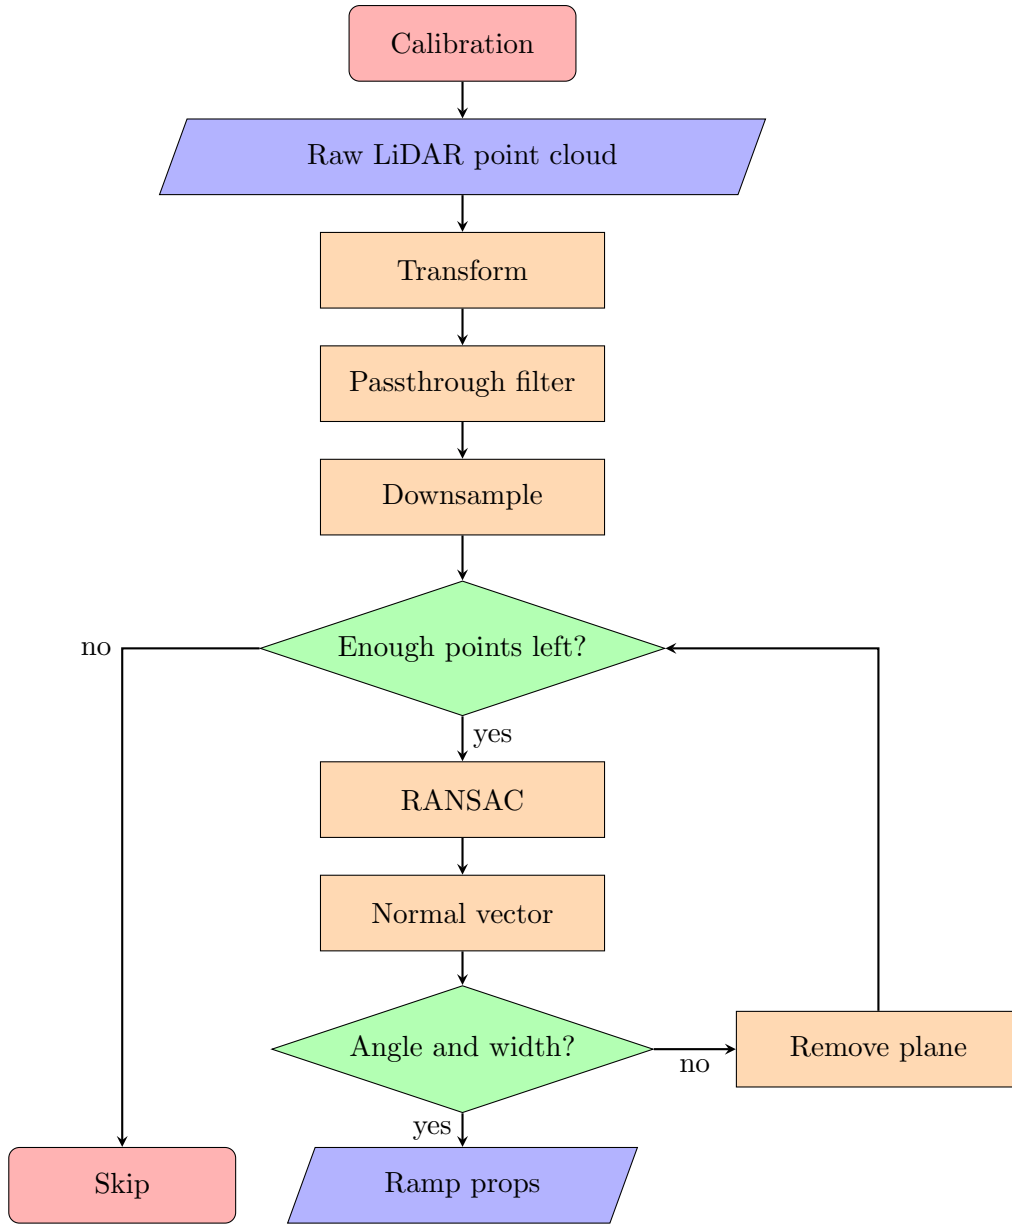 Calibration
Raw LiDAR point cloud
Transform
Passthrough filter
Downsample
no
Enough points left?
yes
RANSAC
Normal vector
Angle and width?
no
Remove plane
yes
Skip
Ramp props